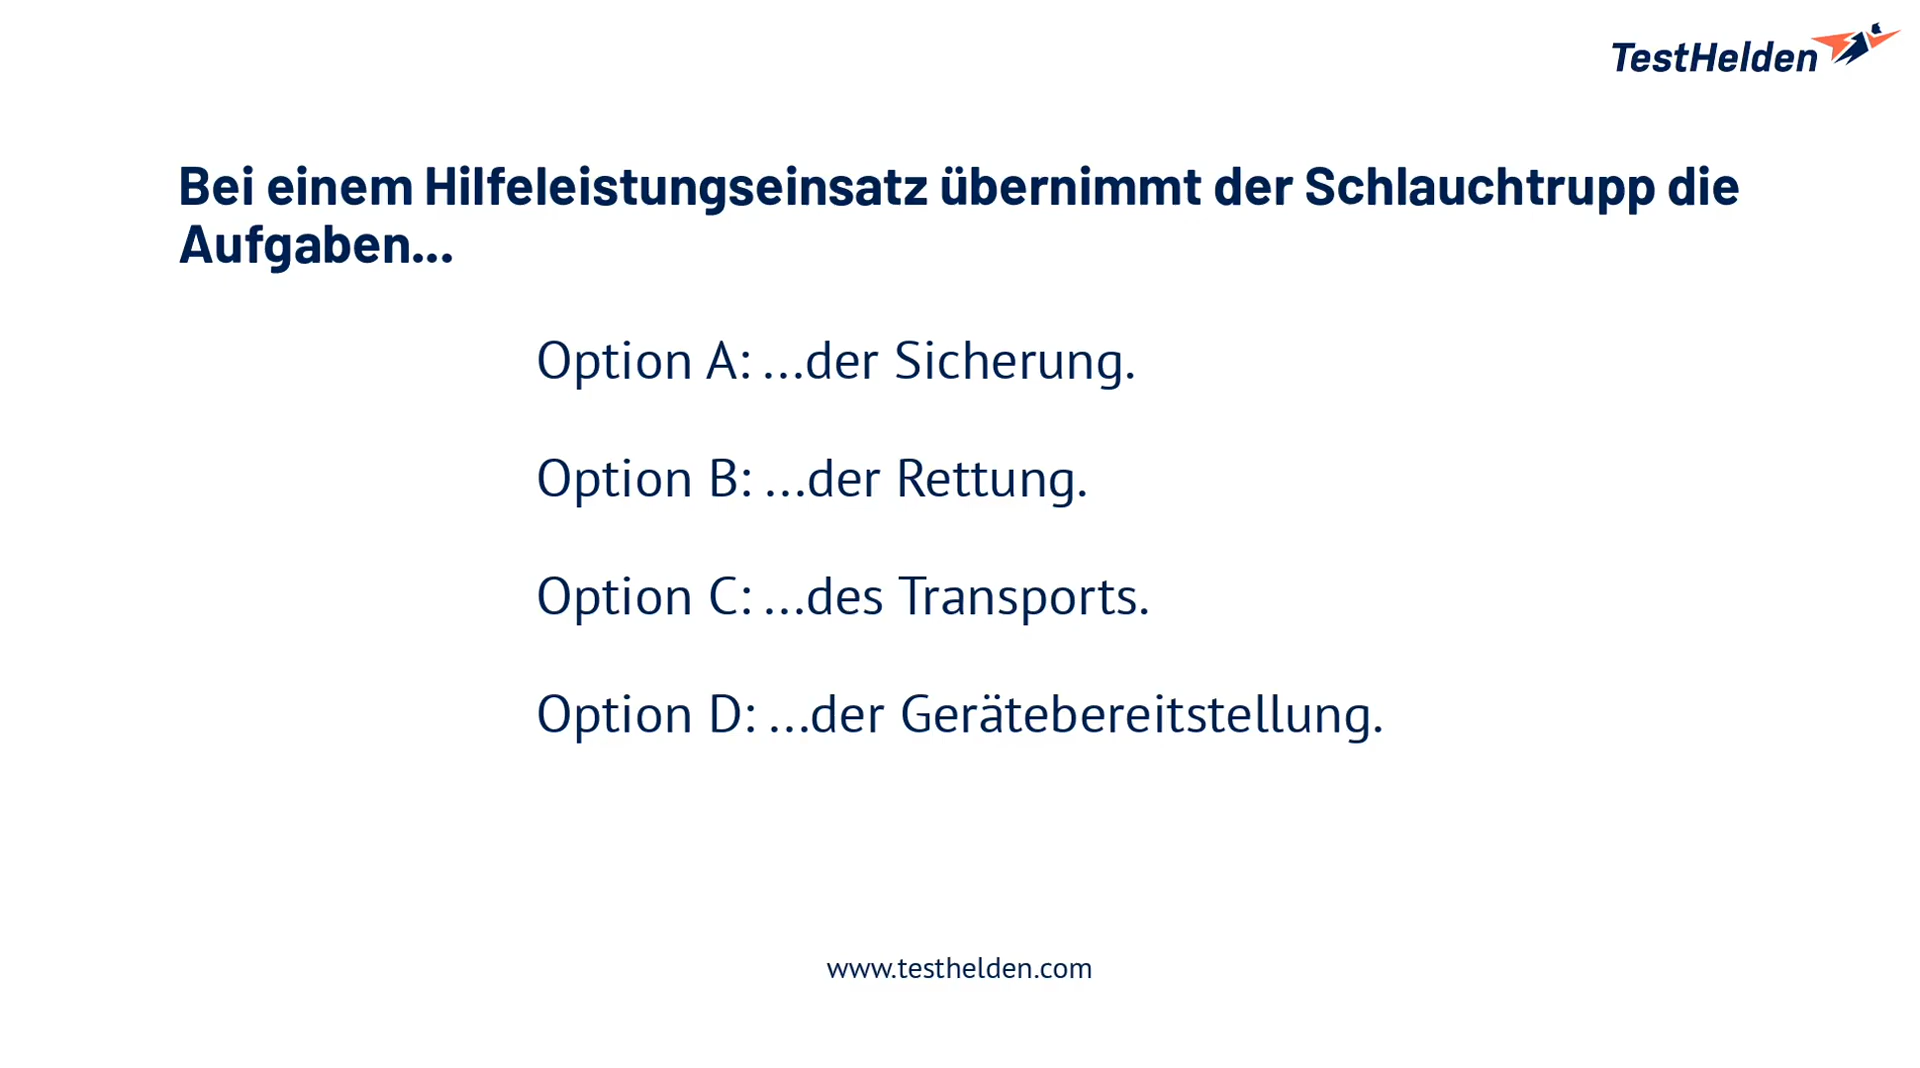 TestHelden
Bei einem Hilfeleistungseinsatz übernimmt der Schlauchtrupp die
Aufgaben...
Option A: ...der Sicherung.
Option B: ...der Rettung.
Option C: ...des Transports.
Option D: ...der Gerätebereitstellung.
www.testhelden.com